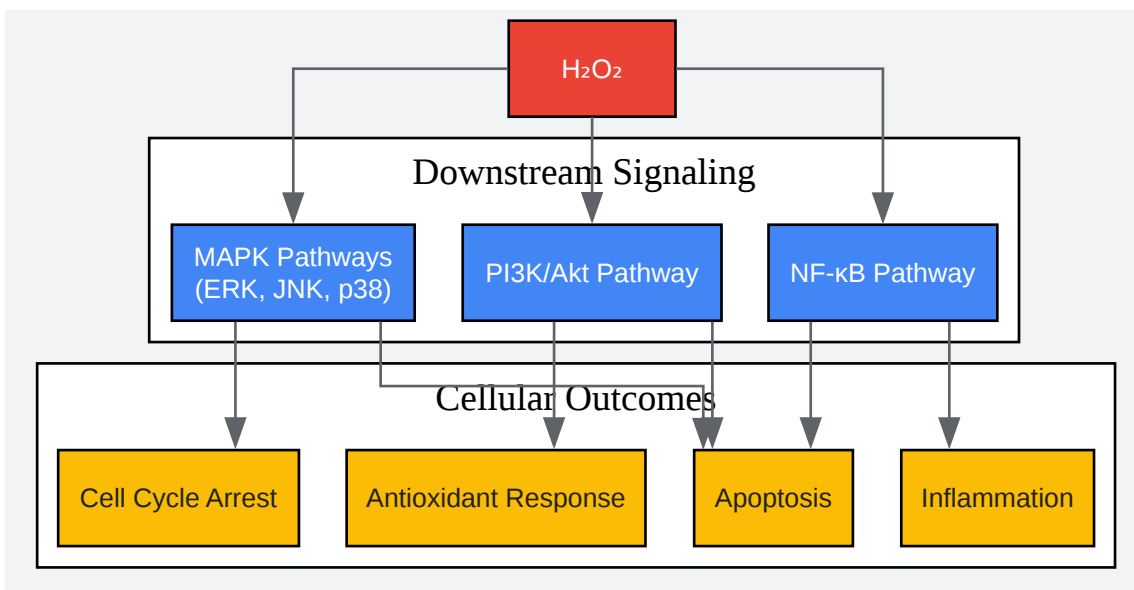 H₂O₂
Downstream Signaling
MAPK Pathways
(ERK, JNK, p38)
PI3K/Akt Pathway
NF-κB Pathway
Cellular Outcomes
Cell Cycle Arrest
Antioxidant Response
Apoptosis
Inflammation